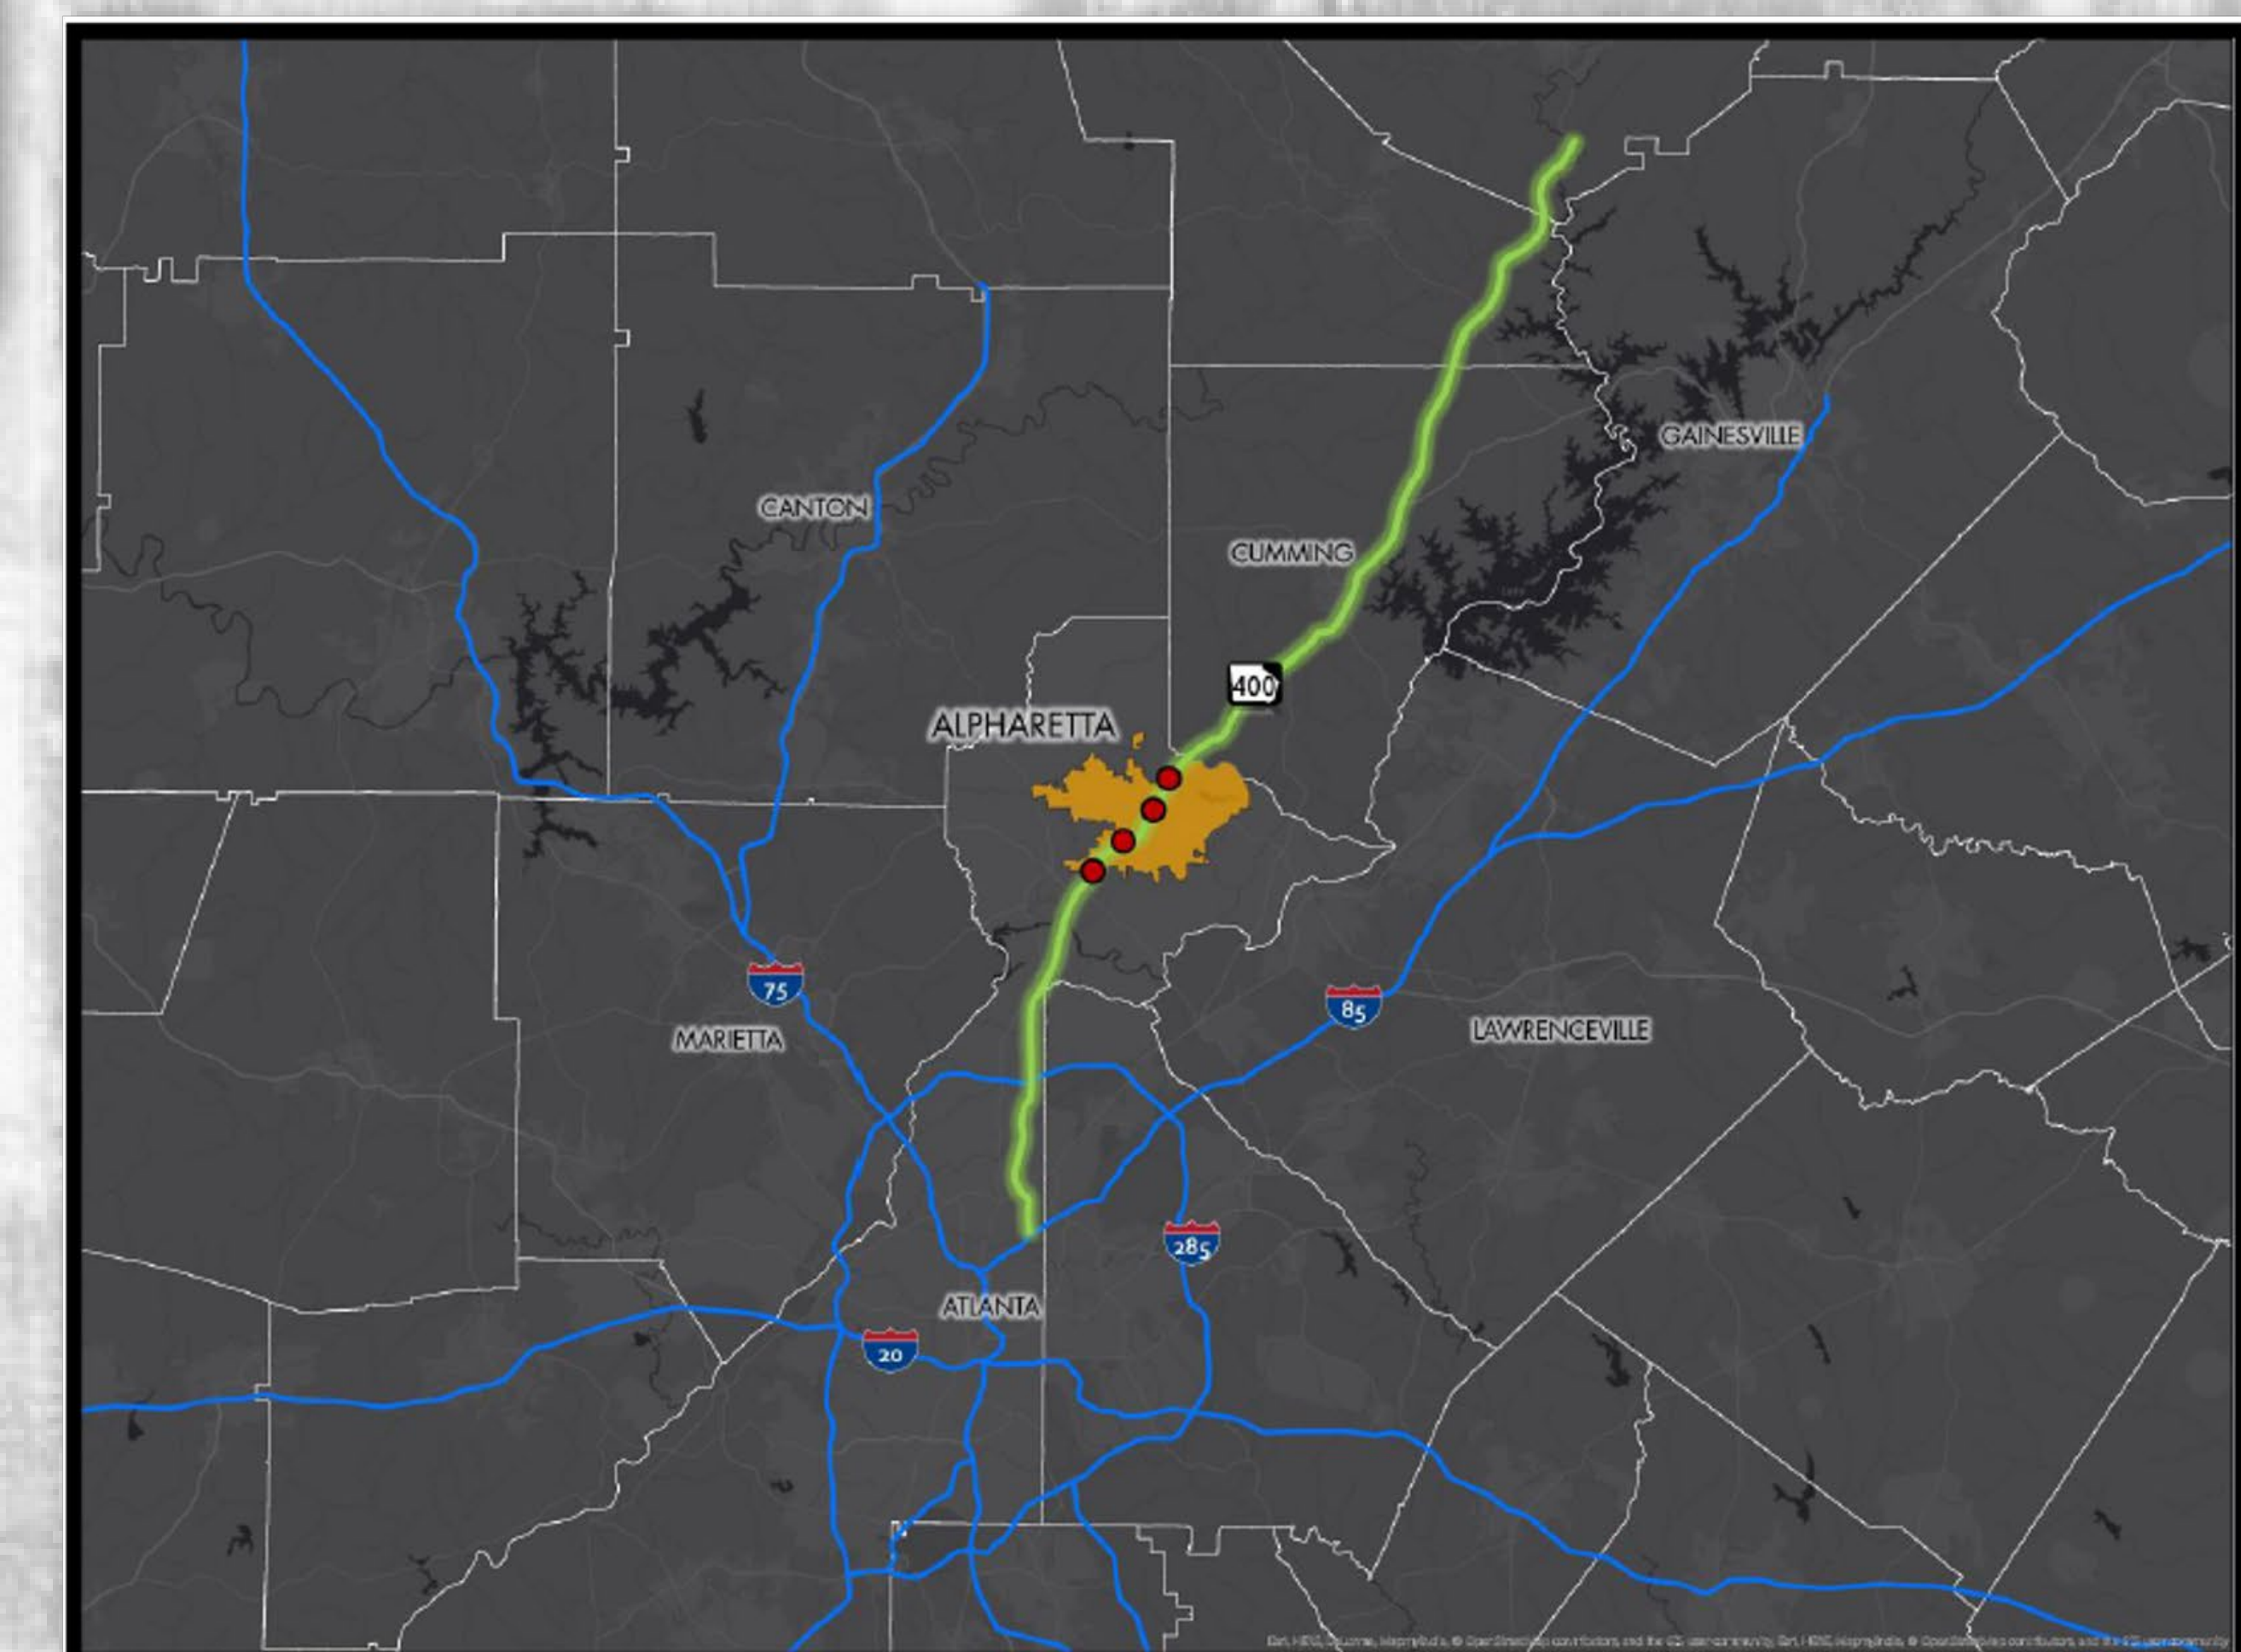 GAINESVILLE
CANTON
CUMMING
400
ALPHARETTA
75
85
MARIETTA
LAWRENCEVILLE
285
ATLANTA
20